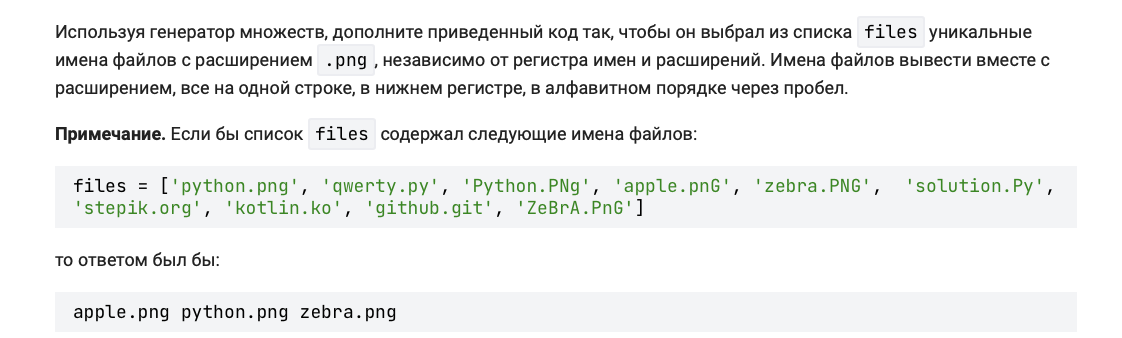 Используя генератор множеств, дополните приведенный код так, чтобы он выбрал из списка files уникальные
имена файлов с расширением .png , независимо от регистра имен и расширений. Имена файлов вывести вместе с
расширением, все на одной строке, в нижнем регистре, в алфавитном порядке через пробел.
Примечание. Если бы список files содержал следующие имена файлов:
files = ['python.png', 'qwerty.py', 'Python.PNg', 'apple.pnG', 'zebra.PNG',  'solution.Py',
'stepik.org', 'kotlin.ko', 'github.git', 'ZeBrA.PnG']
то ответом был бы:
apple.png python.png zebra.png